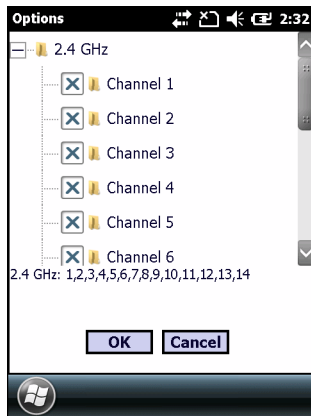 Options 2:32
2.4 GHz
Channel 1
Channel 2
Channel 3
Channel 4
Channel 5
Channel 6
2.4 GHz: 1,2,3,4,5,6,7,8,9,10,11,12,13,14
OK Cancel